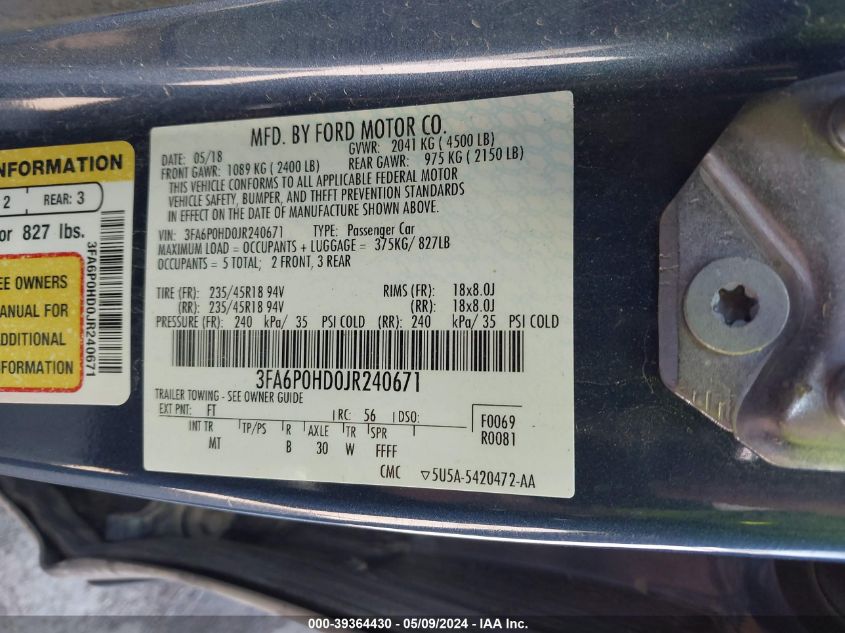 INFORMATION
2 REAR: 3
or 827 lbs.
EE OWNERS
MANUAL FOR
ADDITIONAL
INFORMATION
3FA6P0HD0JR240671
MFD. BY FORD MOTOR CO.
DATE: 05/18 GVWR: 2041 KG ( 4500 LB)
FRONT GAWR: 1089 KG ( 2400 LB) REAR GAWR: 975 KG ( 2150 LB)
THIS VEHICLE CONFORMS TO ALL APPLICABLE FEDERAL MOTOR
VEHICLE SAFETY, BUMPER, AND THEFT PREVENTION STANDARDS
IN EFFECT ON THE DATE OF MANUFACTURE SHOWN ABOVE.
VIN: 3FA6P0HD0JR240671 TYPE: Passenger Car
MAXIMUM LOAD = OCCUPANTS + LUGGAGE = 375KG/ 827LB
OCCUPANTS = 5 TOTAL; 2 FRONT, 3 REAR
TIRE (FR): 235/45R18 94V RIMS (FR): 18x8.0J
(RR): 235/45R18 94V (RR): 18x8.0J
PRESSURE (FR): 240 kPa/ 35 PSI COLD (RR): 240 kPa/ 35 PSI COLD
3FA6P0HD0JR240671
TRAILER TOWING - SEE OWNER GUIDE
EXT PNT: FT RC: 56 DSO: F0069
INT TR TP/PS R AXLE TR SPR R0081
MT B 30 W FFFF
CMC ▽5U5A-5420472-AA
000-39364430 - 05/09/2024 - IAA Inc.